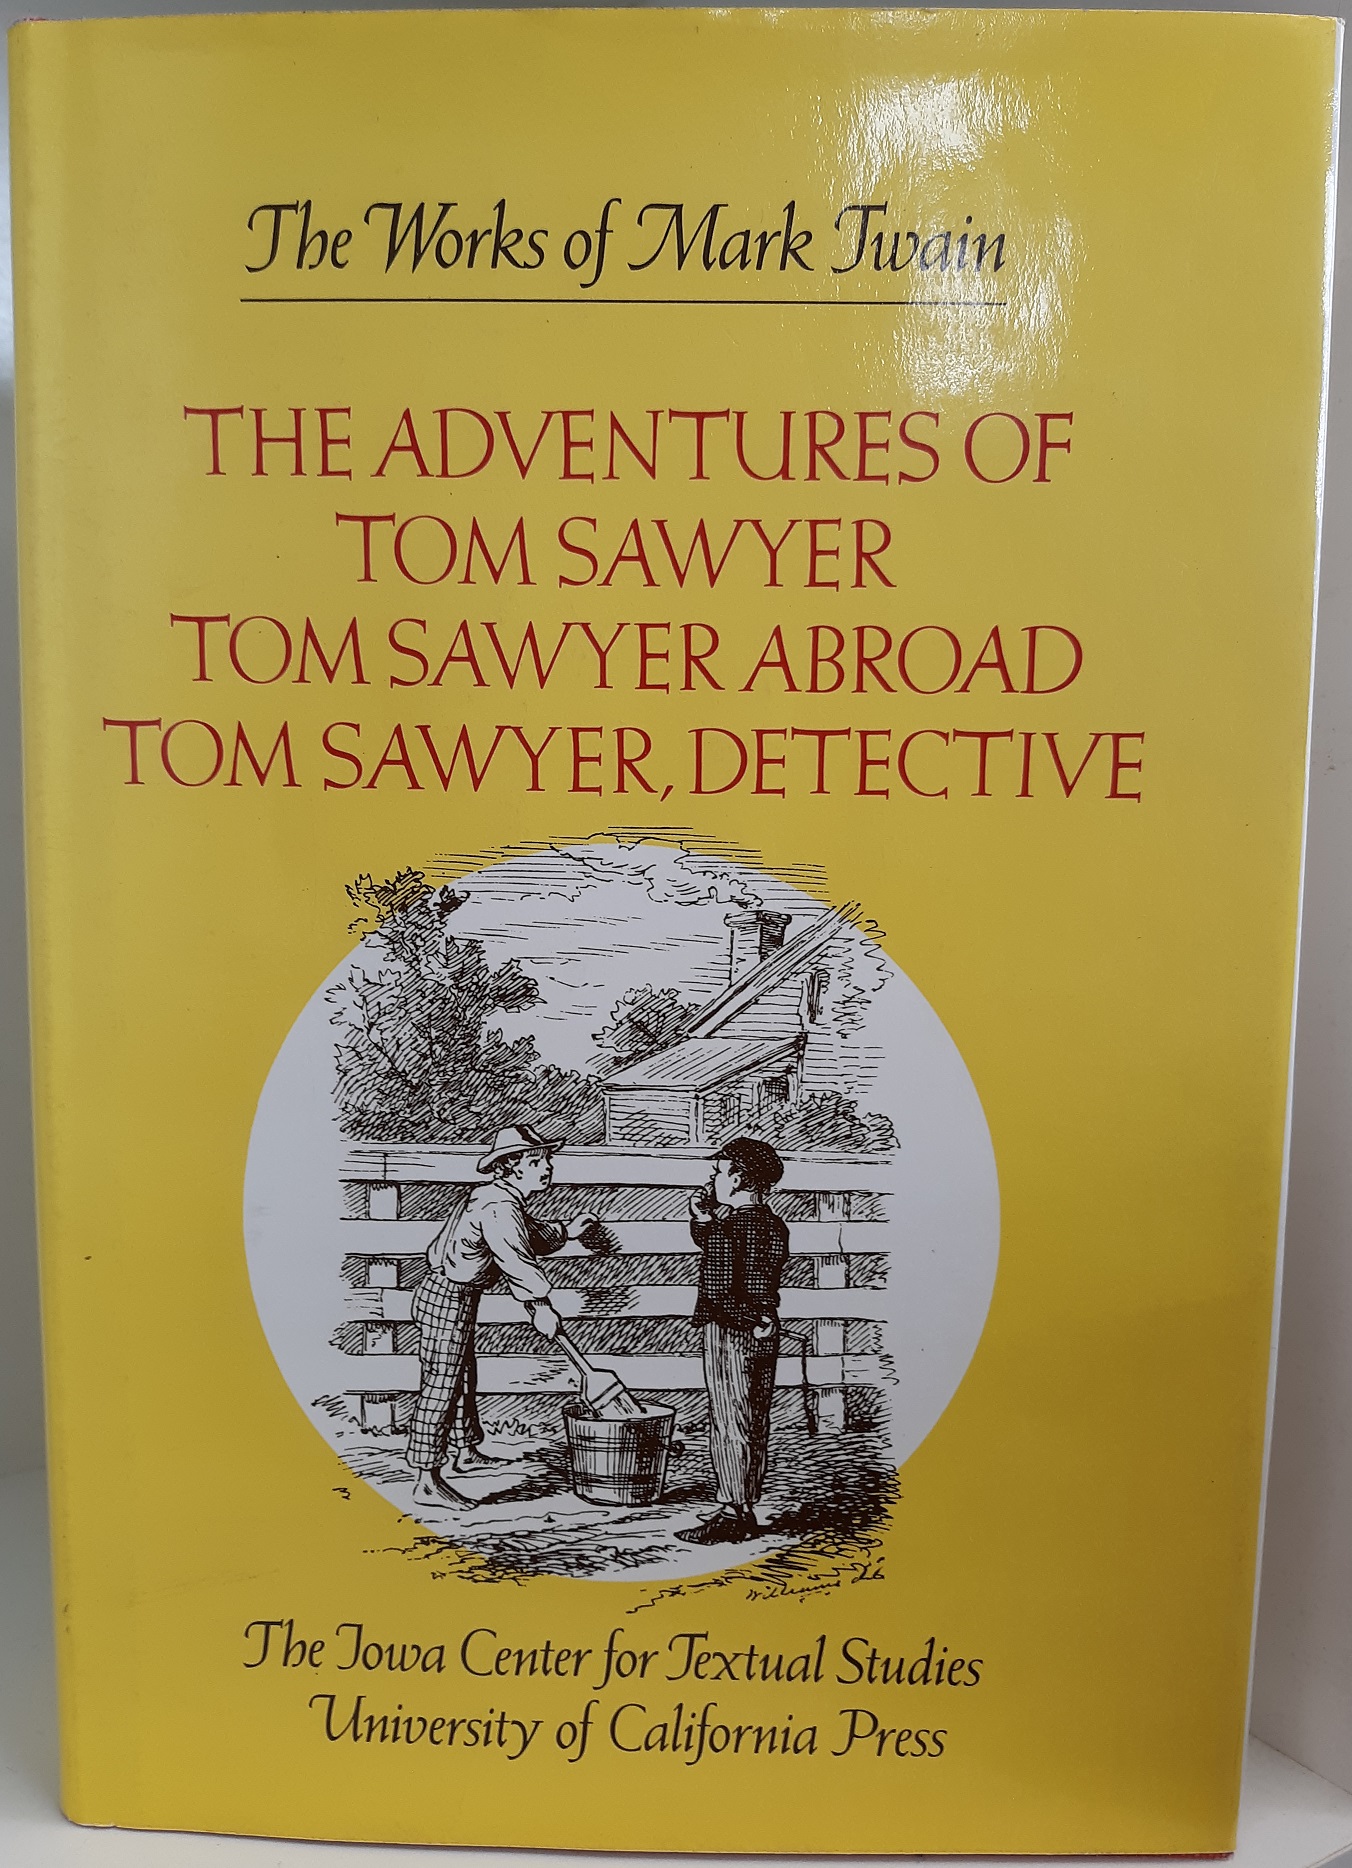 The Works of Mark Twain
THE ADVENTURES OF
TOM SAWYER
TOM SAWYER ABROAD
TOM SAWYER, DETECTIVE
Williams
The Iowa Center for Textual Studies
University of California Press